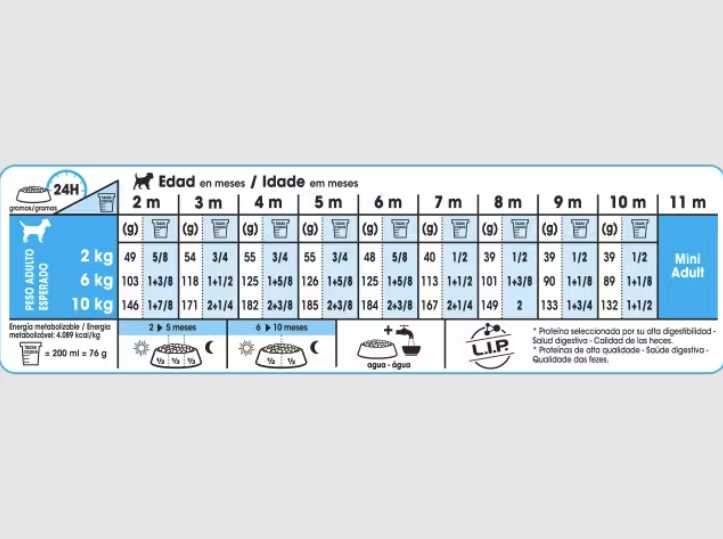 24H
gramos/gramas
Edad en meses / Idade em meses
2 m 3 m 4 m 5 m 6 m 7 m 8 m 9 m 10 m 11 m
(g) (g) (g) (g) (g) (g) (g) (g) (g)
PESO ADULTO ESPERADO
2 kg 49 5/8 54 3/4 55 3/4 55 3/4 48 5/8 40 1/2 39 1/2 39 1/2 39 1/2
6 kg 103 1+3/8 118 1+1/2 125 1+5/8 126 1+5/8 125 1+5/8 113 1+1/2 101 1+3/8 90 1+1/8 89 1+1/8
10 kg 146 1+7/8 171 2+1/4 182 2+3/8 185 2+3/8 184 2+3/8 167 2+1/4 149 2 133 1+3/4 132 1+1/2
Mini
Adult
Energía metabolizable / Energia
metabolizável: 4.089 kcal/kg
= 200 ml = 76 g
2 ▶ 5 meses
⅓ ⅓ ⅓
6 ▶ 10 meses
½ ½
+
agua - água
L.I.P.
* Proteína seleccionada por su alta digestibilidad -
Salud digestiva - Calidad de las heces.
* Proteínas de alta qualidade - Saúde digestiva -
Qualidade das fezes.